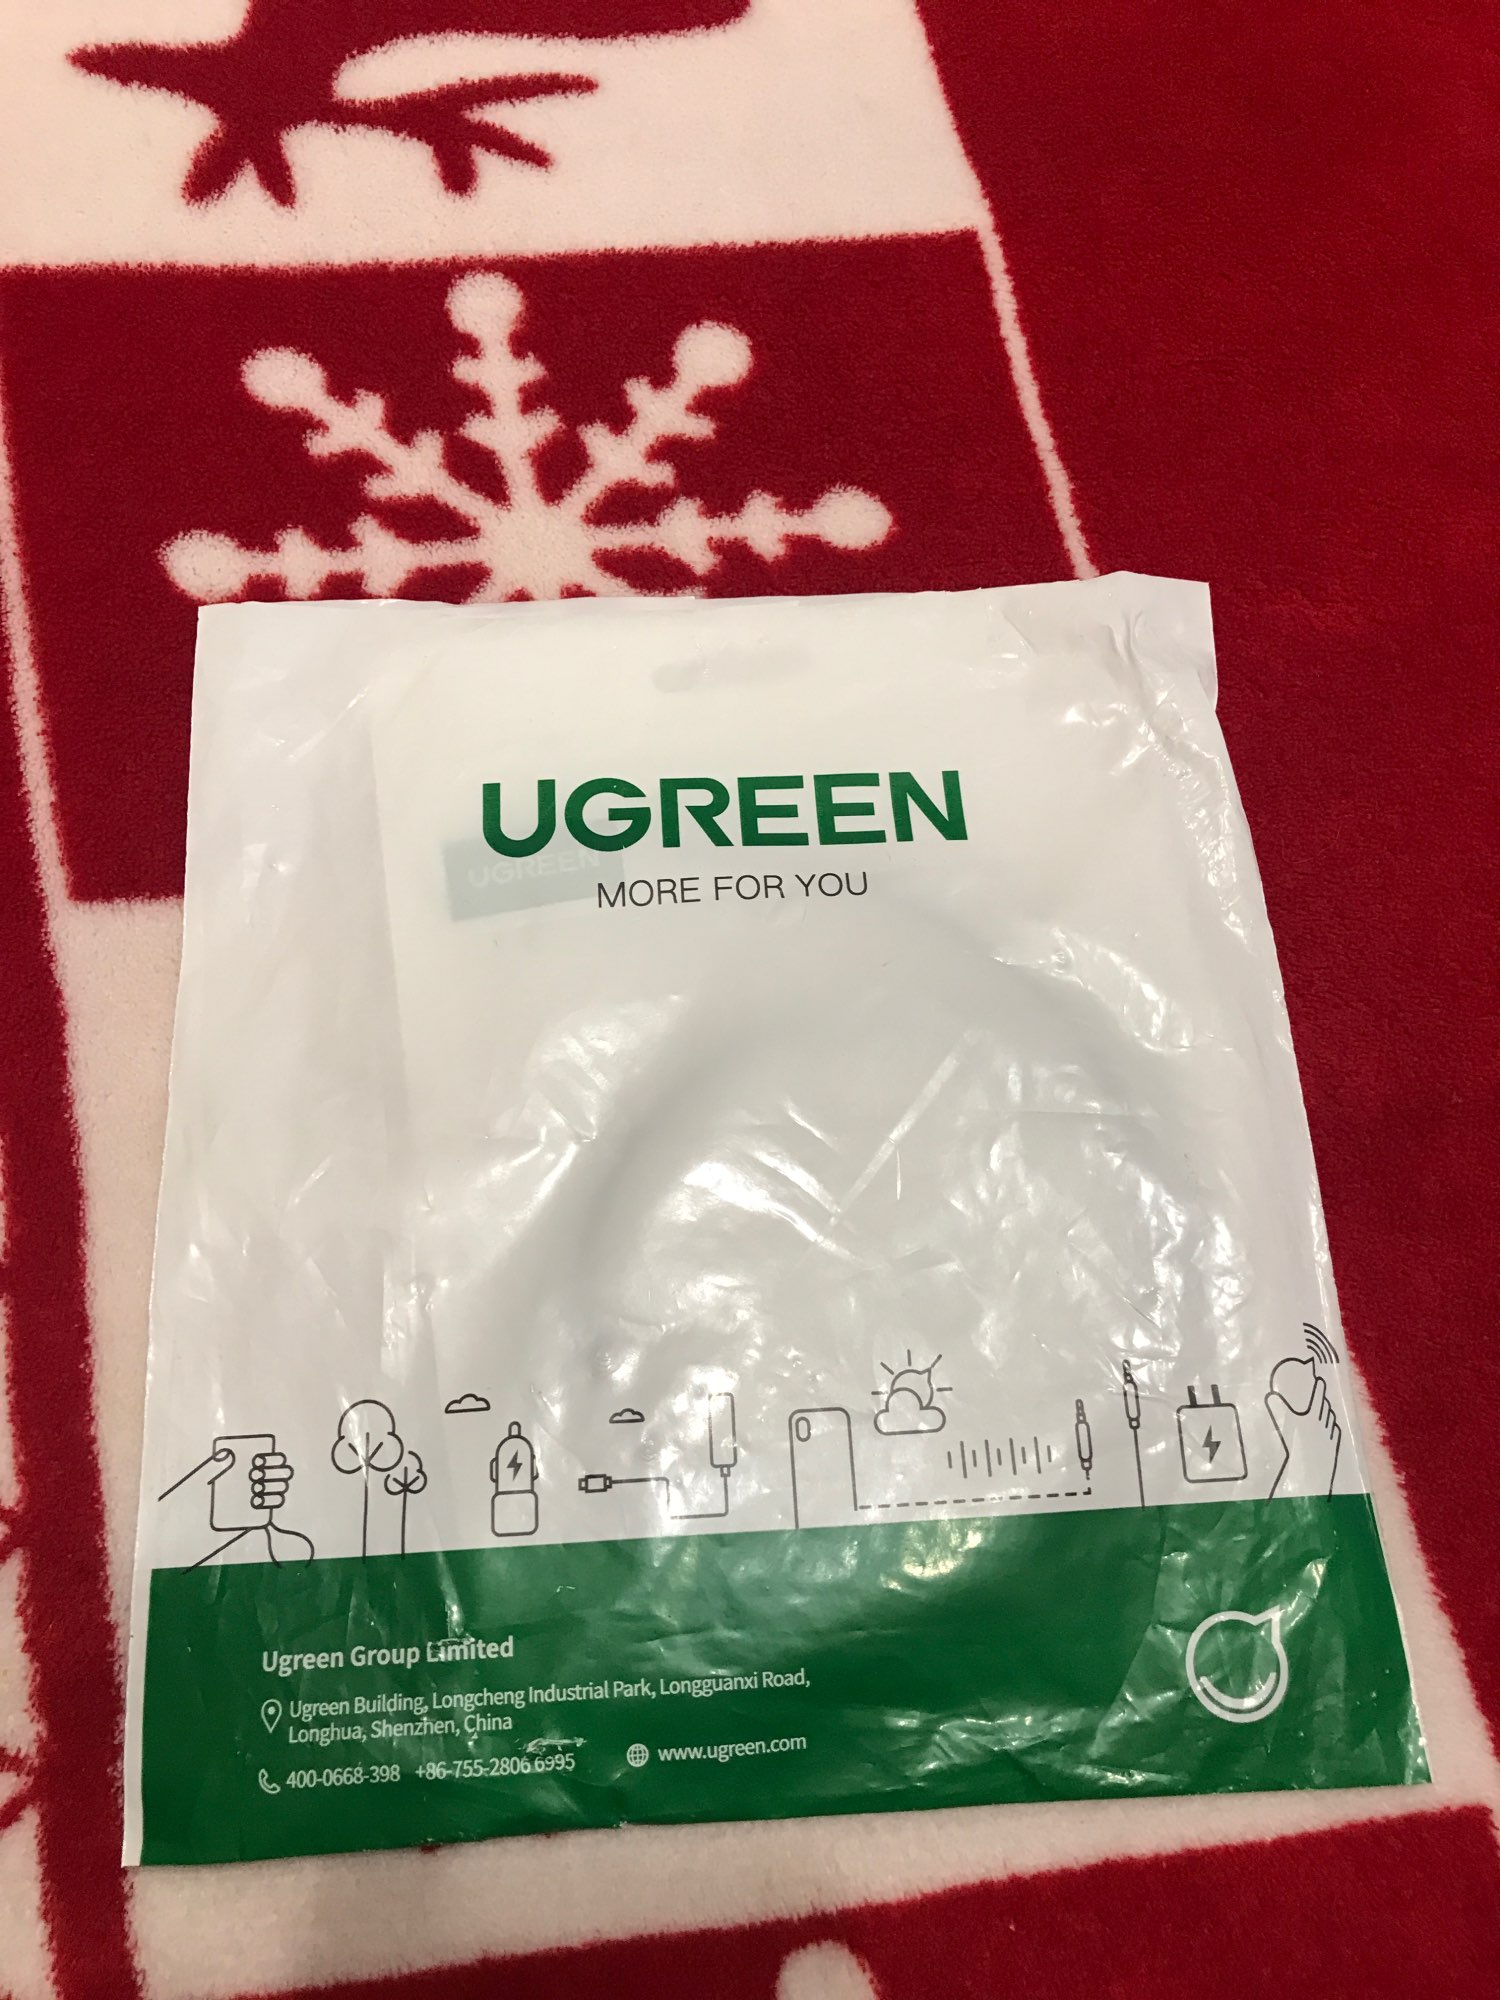 UGREEN
UGREEN
MORE FOR YOU
Ugreen Group Limited
Ugreen Building, Longcheng Industrial Park, Longguanxi Road,
Longhua, Shenzhen, China
400-0668-398 +86-755-2806 6995 www.ugreen.com